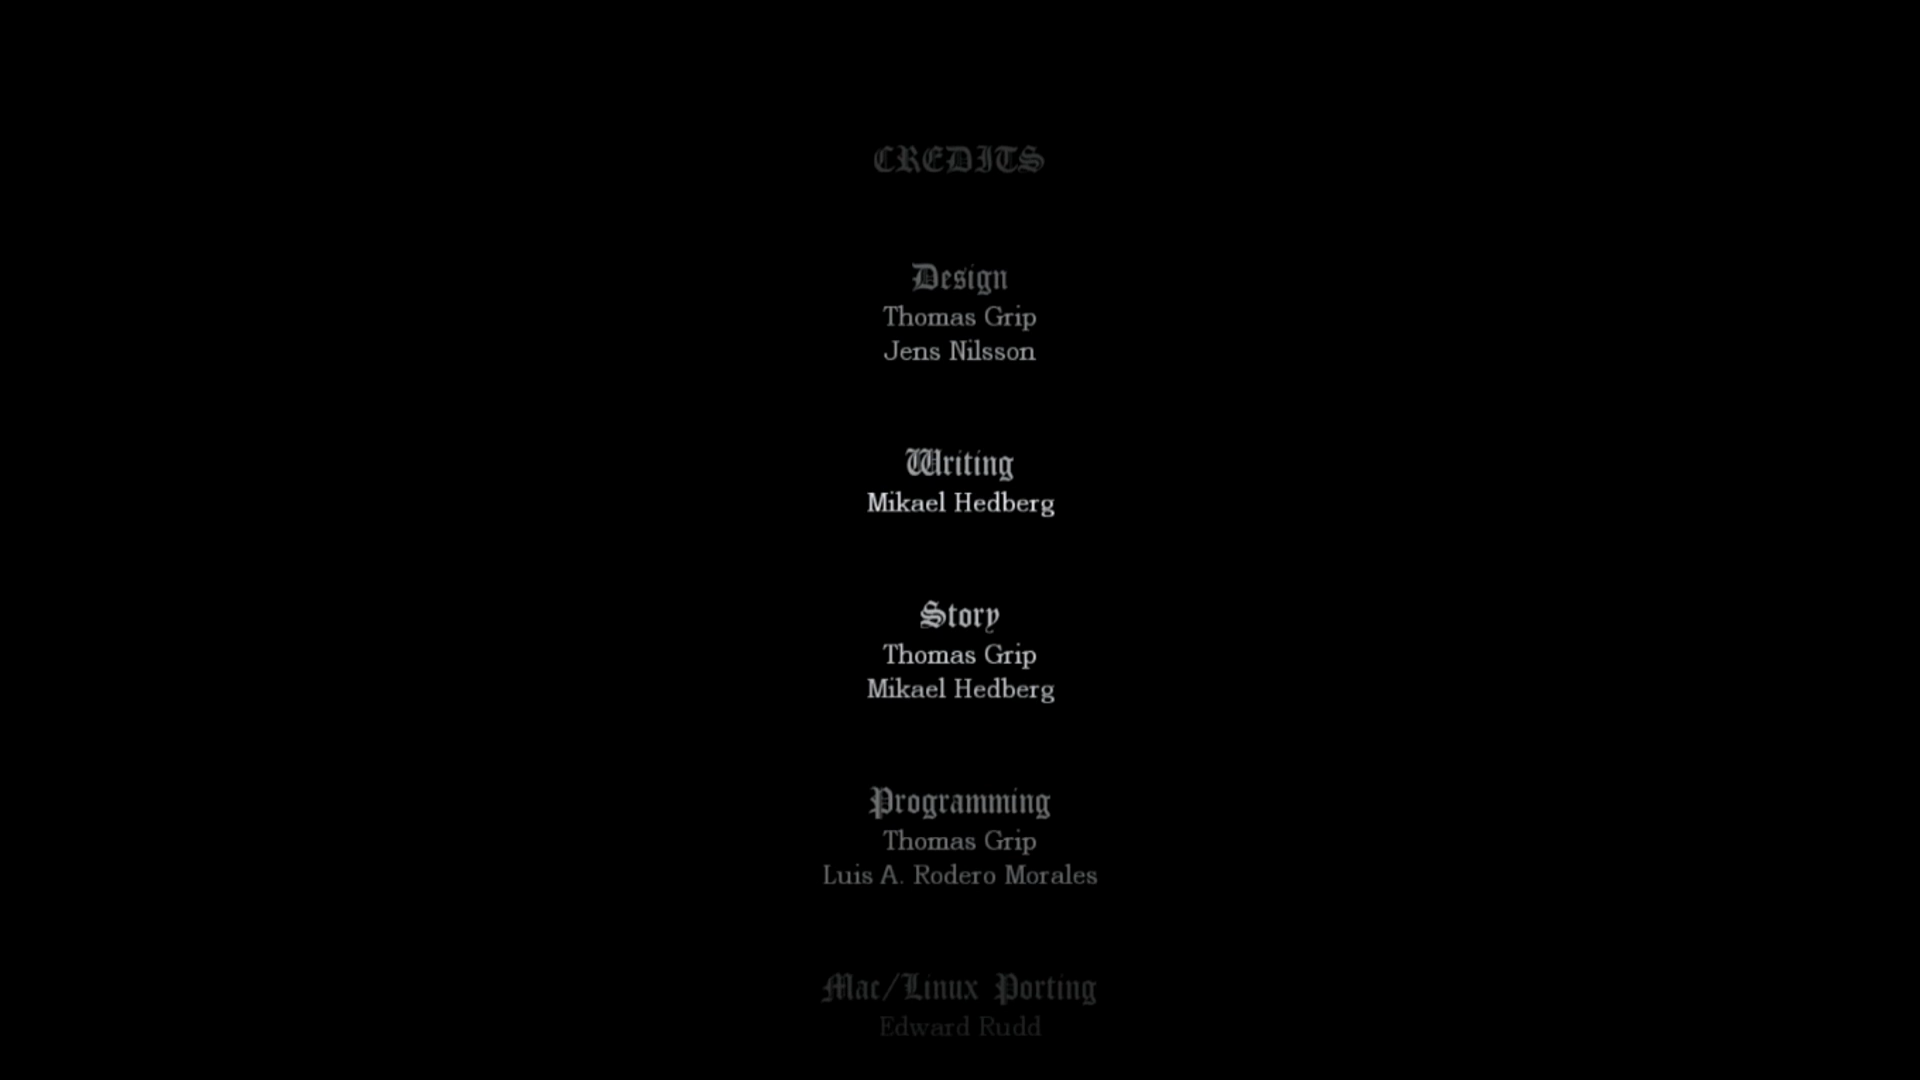 CREDITS
Design
Thomas Grip
Jens Nilsson
Writing
Mikael Hedberg
Story
Thomas Grip
Mikael Hedberg
Programming
Thomas Grip
Luis A. Rodero Morales
Mac/Linux Porting
Edward Rudd